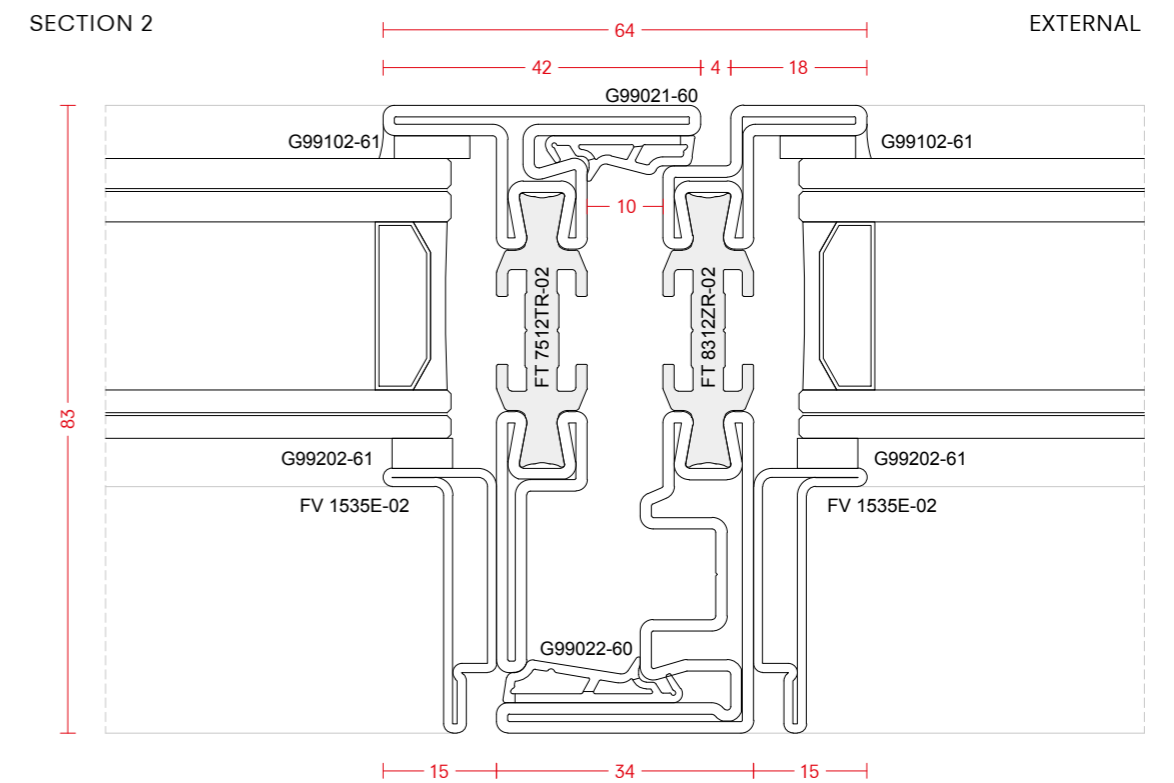 SECTION 2
EXTERNAL
64
42
4
18
G99021-60
G99102-61
G99102-61
10
FT 7512TR-02
FT 8312ZR-02
83
G99202-61
G99202-61
FV 1535E-02
FV 1535E-02
G99022-60
15
34
15